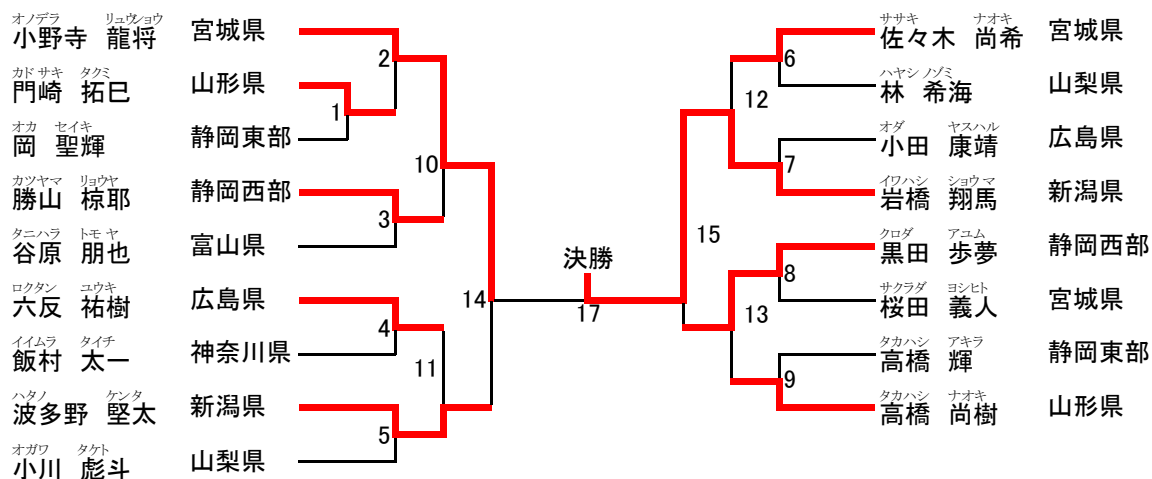 オノデラ リュウショウ
小野寺 龍将 宮城県
カドサキ タクミ
門崎 拓巳 山形県
オカ セイキ
岡 聖輝 静岡東部
カツヤマ リョウヤ
勝山 椋耶 静岡西部
タニハラ トモヤ
谷原 朋也 富山県
ロクタン ユウキ
六反 祐樹 広島県
イイムラ タイチ
飯村 太一 神奈川県
ハタノ ケンタ
波多野 堅太 新潟県
オガワ タケト
小川 彪斗 山梨県
1
2
3
4
5
10
11
14
決勝
17
15
12
13
6
7
8
9
ササキ ナオキ
佐々木 尚希 宮城県
ハヤシ ノゾミ
林 希海 山梨県
オダ ヤスハル
小田 康靖 広島県
イワハシ ショウマ
岩橋 翔馬 新潟県
クロダ アユム
黒田 歩夢 静岡西部
サクラダ ヨシヒト
桜田 義人 宮城県
タカハシ アキラ
高橋 輝 静岡東部
タカハシ ナオキ
高橋 尚樹 山形県